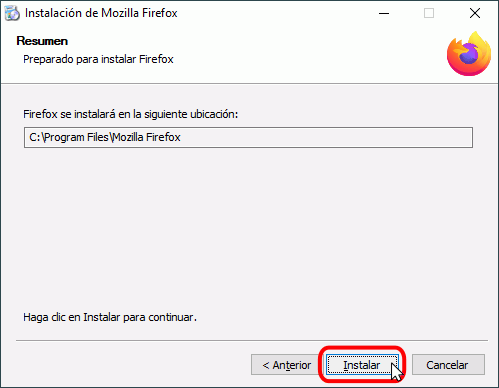 Instalación de Mozilla Firefox
Resumen
Preparado para instalar Firefox
Firefox se instalará en la siguiente ubicación:
C:\Program Files\Mozilla Firefox
Haga clic en Instalar para continuar.
< Anterior Instalar Cancelar